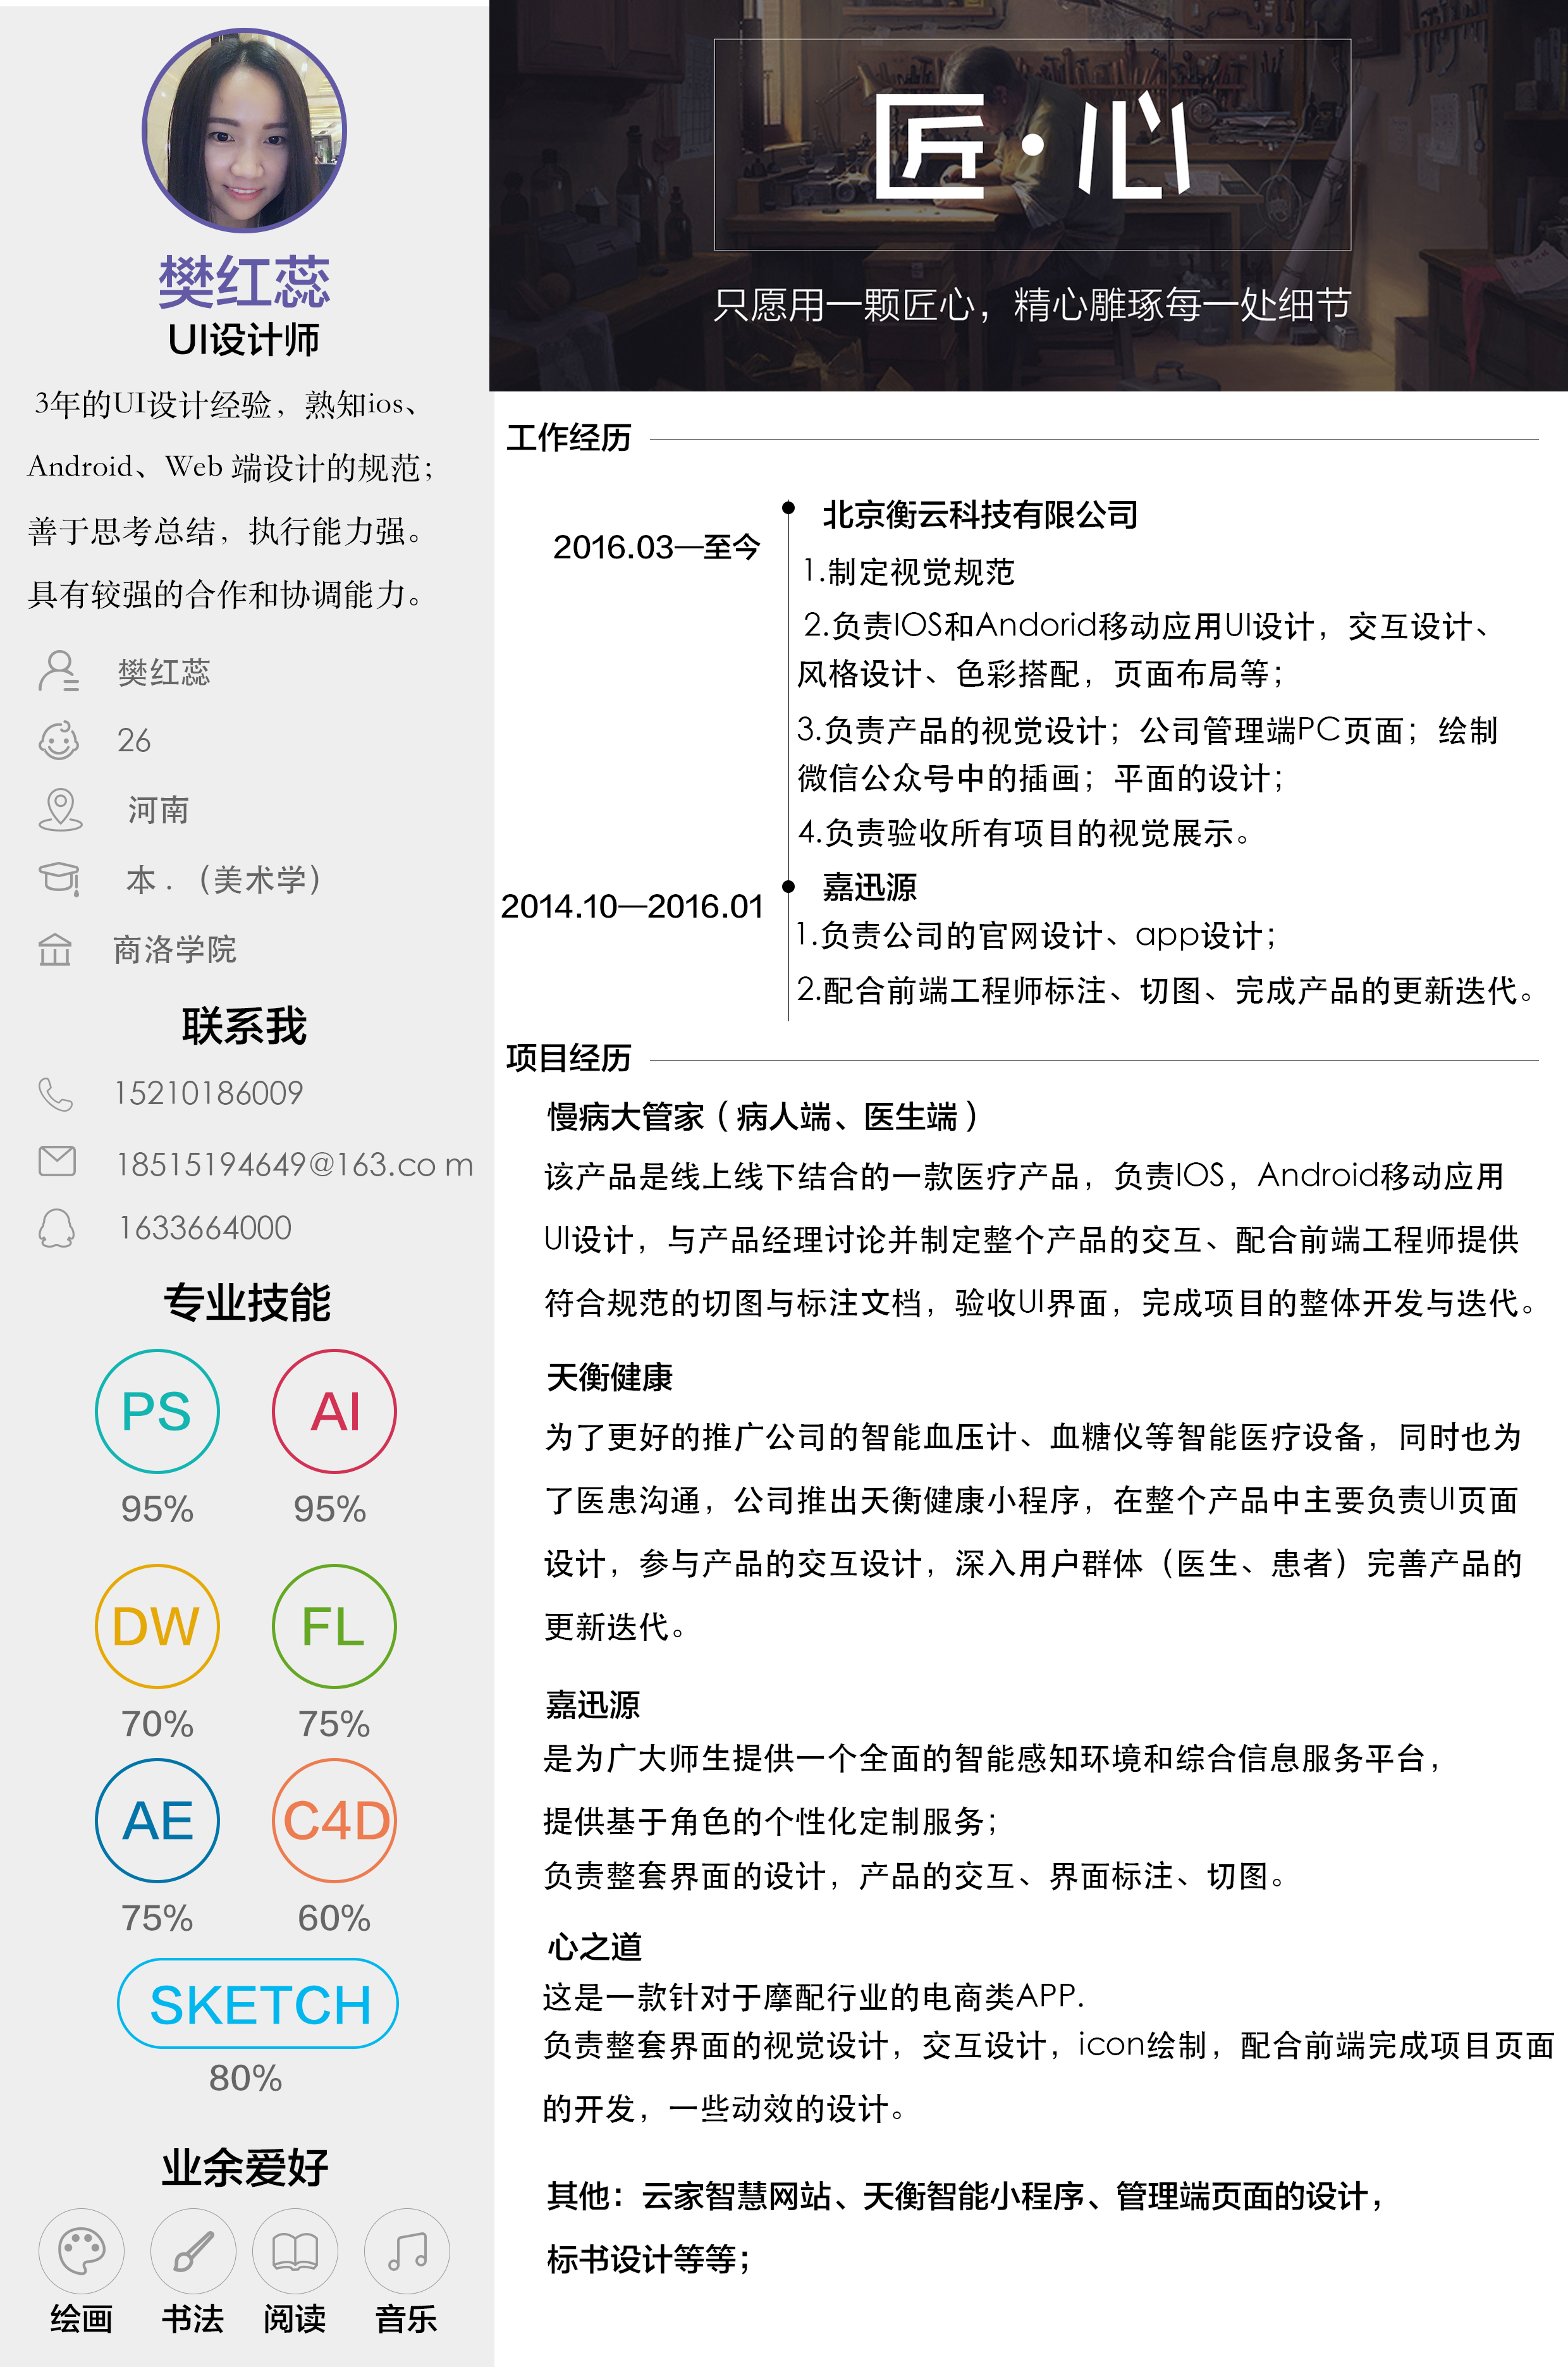 樊红蕊
UI设计师
3年的UI设计经验，熟知ios、
Android、Web 端设计的规范；
善于思考总结，执行能力强。
具有较强的合作和协调能力。
樊红蕊
26
河南
本 . （美术学）
商洛学院
联系我
15210186009
18515194649@163.co m
1633664000
专业技能
PS
AI
95%
95%
DW
FL
70%
75%
AE
C4D
75%
60%
SKETCH
80%
业余爱好
绘画
书法
阅读
音乐
匠·心
只愿用一颗匠心，精心雕琢每一处细节
工作经历
2016.03—至今
北京衡云科技有限公司
1.制定视觉规范
2.负责IOS和Andorid移动应用UI设计，交互设计、
风格设计、色彩搭配，页面布局等；
3.负责产品的视觉设计；公司管理端PC页面；绘制
微信公众号中的插画；平面的设计；
4.负责验收所有项目的视觉展示。
2014.10—2016.01
嘉迅源
1.负责公司的官网设计、app设计；
2.配合前端工程师标注、切图、完成产品的更新迭代。
项目经历
慢病大管家（病人端、医生端）
该产品是线上线下结合的一款医疗产品，负责IOS，Android移动应用
UI设计，与产品经理讨论并制定整个产品的交互、配合前端工程师提供
符合规范的切图与标注文档，验收UI界面，完成项目的整体开发与迭代。
天衡健康
为了更好的推广公司的智能血压计、血糖仪等智能医疗设备，同时也为
了医患沟通，公司推出天衡健康小程序，在整个产品中主要负责UI页面
设计，参与产品的交互设计，深入用户群体（医生、患者）完善产品的
更新迭代。
嘉迅源
是为广大师生提供一个全面的智能感知环境和综合信息服务平台，
提供基于角色的个性化定制服务；
负责整套界面的设计，产品的交互、界面标注、切图。
心之道
这是一款针对于摩配行业的电商类APP.
负责整套界面的视觉设计，交互设计，icon绘制，配合前端完成项目页面
的开发，一些动效的设计。
其他：云家智慧网站、天衡智能小程序、管理端页面的设计，
标书设计等等；